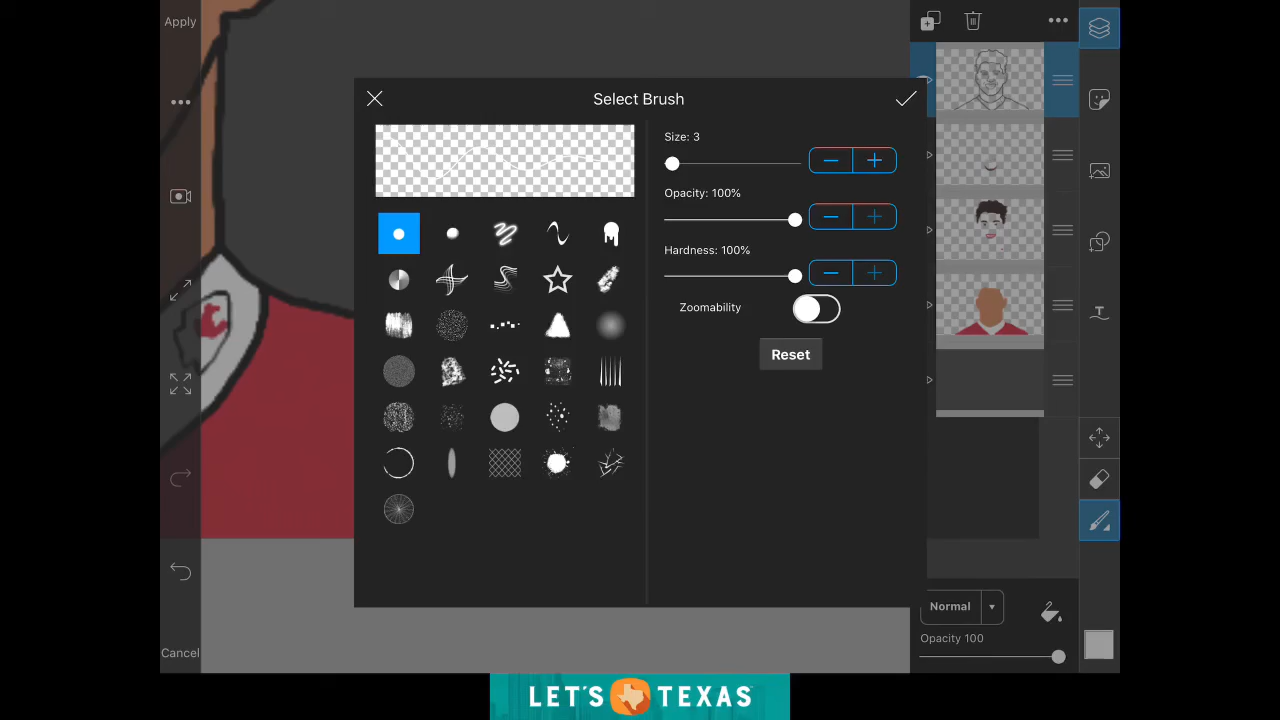 Apply
Select Brush
Size: 3
Opacity: 100%
Hardness: 100%
Zoomability
Reset
Normal
Opacity 100
Cancel
LET'S TEXAS